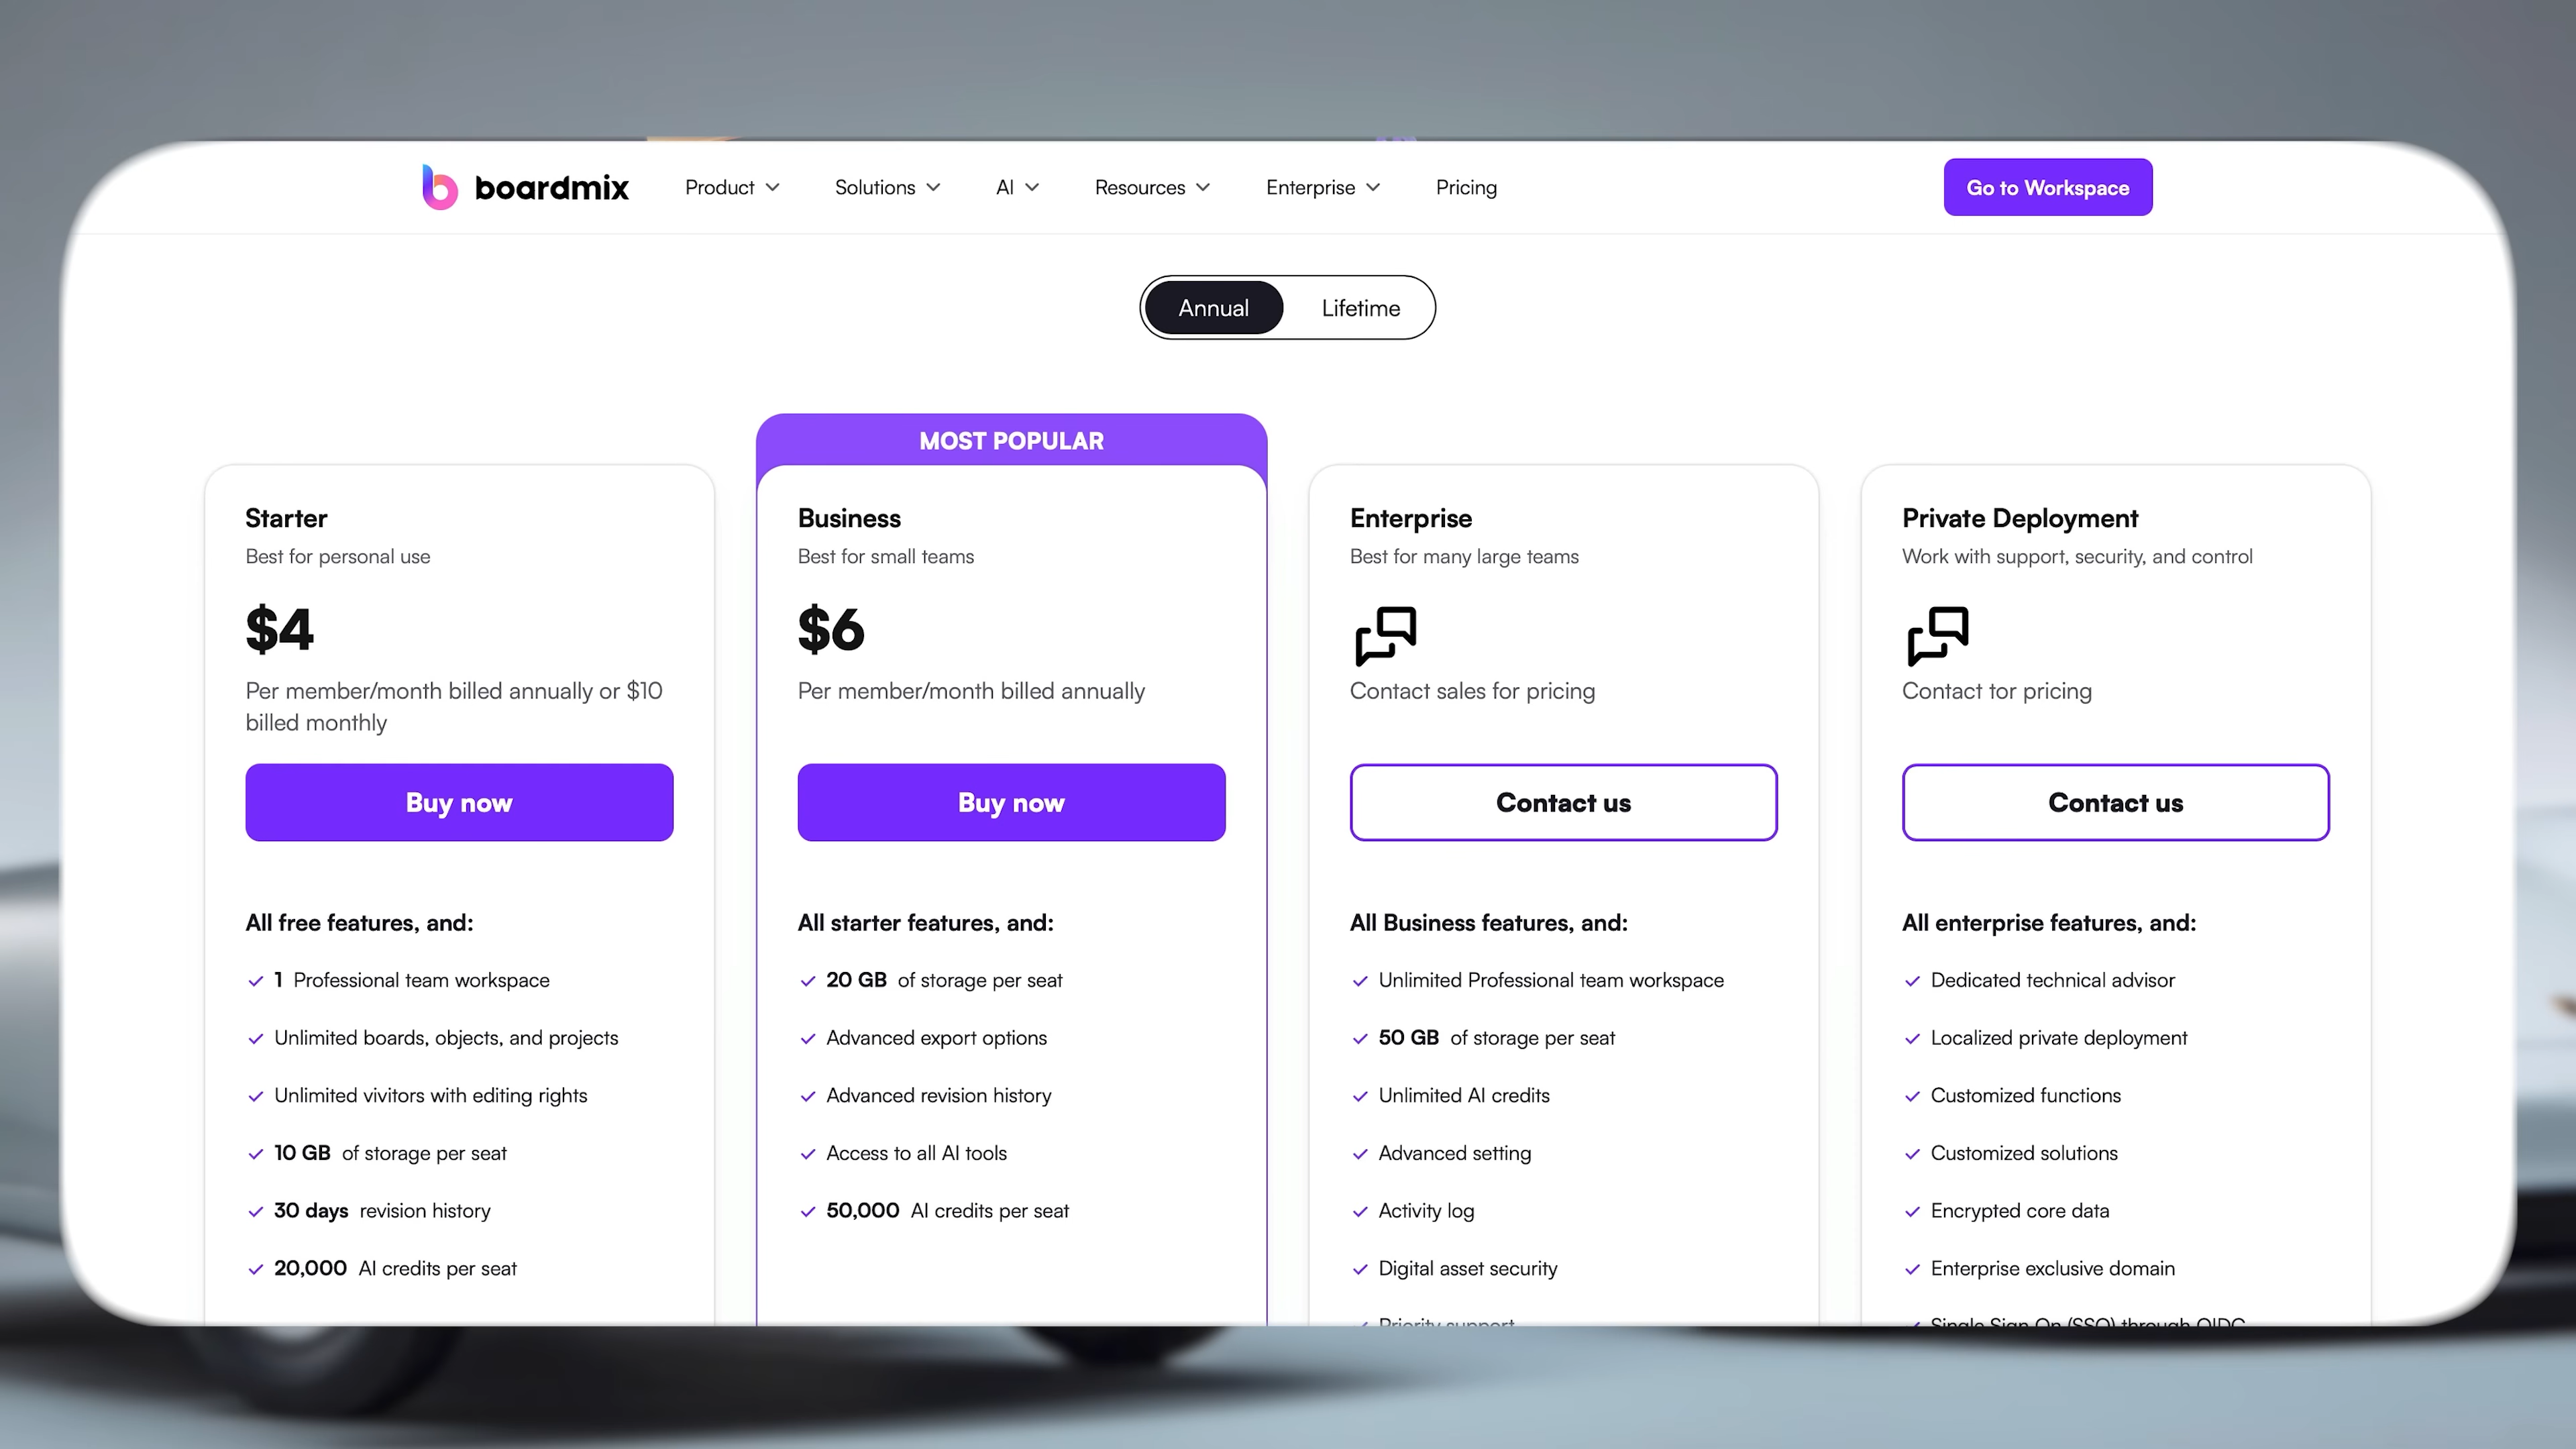 boardmix
Product
Solutions
AI
Resources
Enterprise
Pricing
Go to Workspace
Annual
Lifetime
Starter
Best for personal use
$4
Per member/month billed annually or $10
billed monthly
Buy now
All free features, and:
1 Professional team workspace
Unlimited boards, objects, and projects
Unlimited vivitors with editing rights
10 GB of storage per seat
30 days revision history
20,000 AI credits per seat
MOST POPULAR
Business
Best for small teams
$6
Per member/month billed annually
Buy now
All starter features, and:
20 GB of storage per seat
Advanced export options
Advanced revision history
Access to all AI tools
50,000 AI credits per seat
Enterprise
Best for many large teams
Contact sales for pricing
Contact us
All Business features, and:
Unlimited Professional team workspace
50 GB of storage per seat
Unlimited AI credits
Advanced setting
Activity log
Digital asset security
Priority support
Private Deployment
Work with support, security, and control
Contact tor pricing
Contact us
All enterprise features, and:
Dedicated technical advisor
Localized private deployment
Customized functions
Customized solutions
Encrypted core data
Enterprise exclusive domain
Single Sign On (SSO) through OIDC